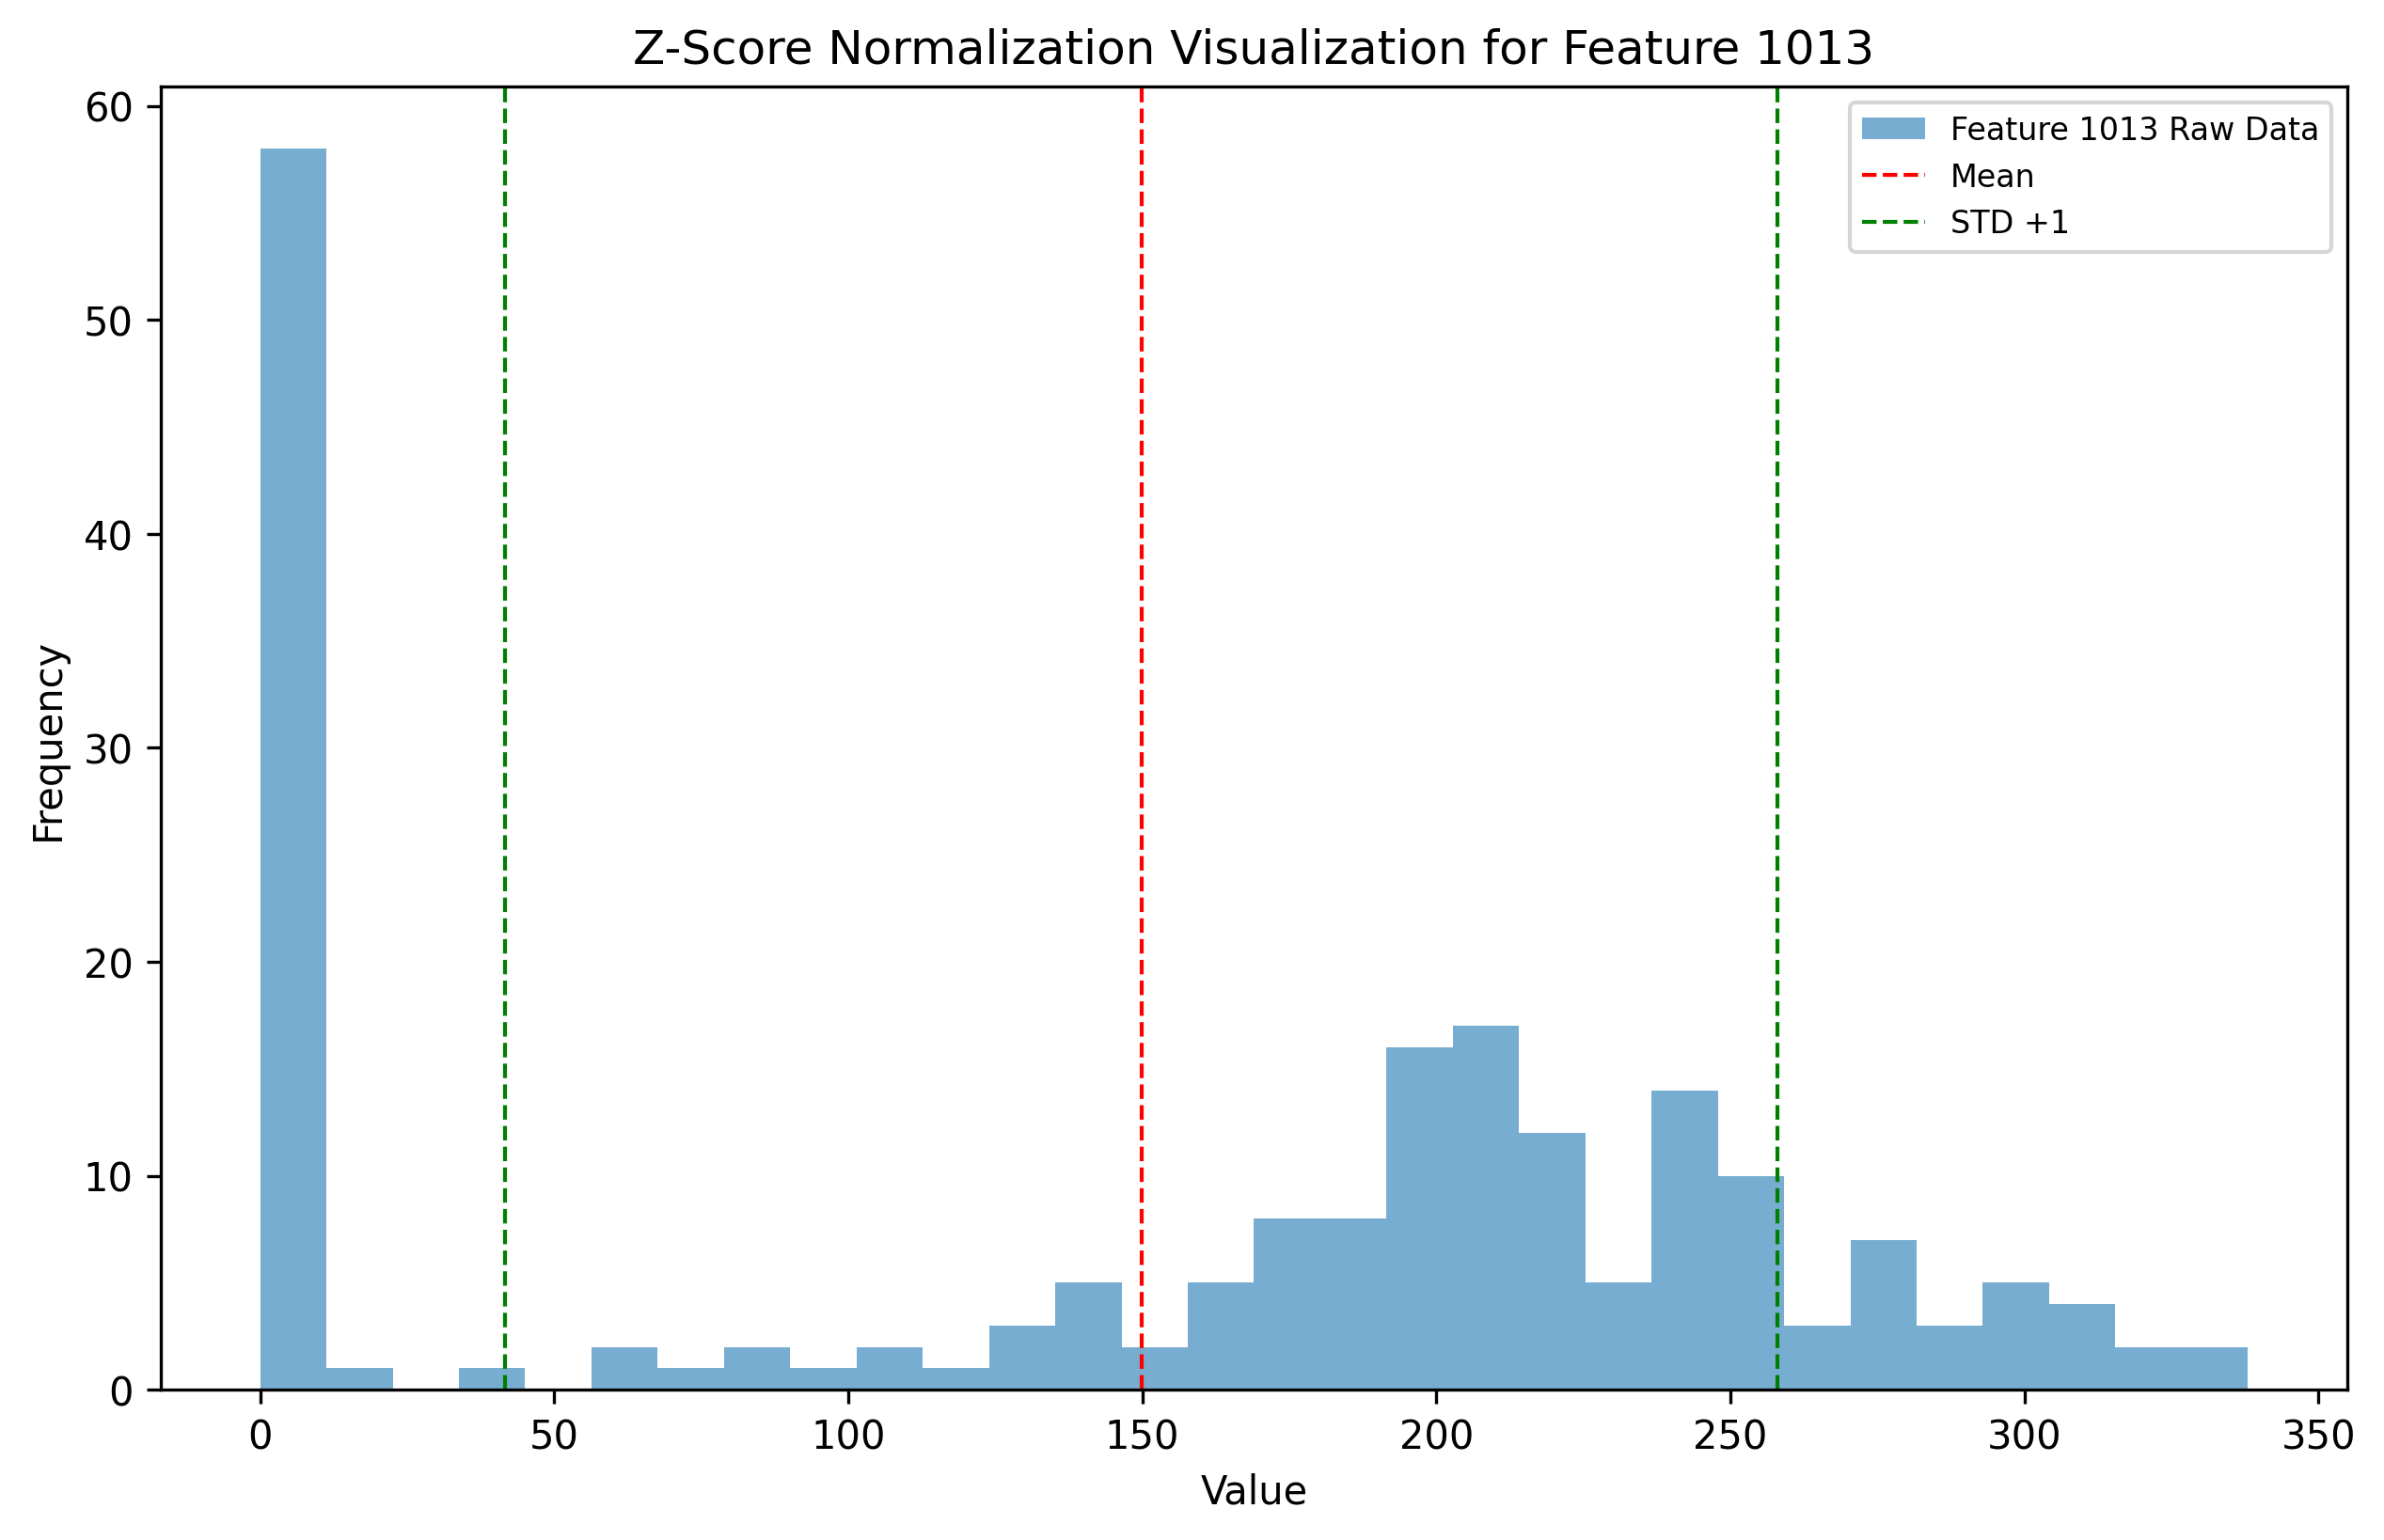 Z-Score Normalization Visualization for Feature 1013
Feature 1013 Raw Data
Mean
STD +1
60
50
40
30
20
10
0
Frequency
0 50 100 150 200 250 300 350
Value